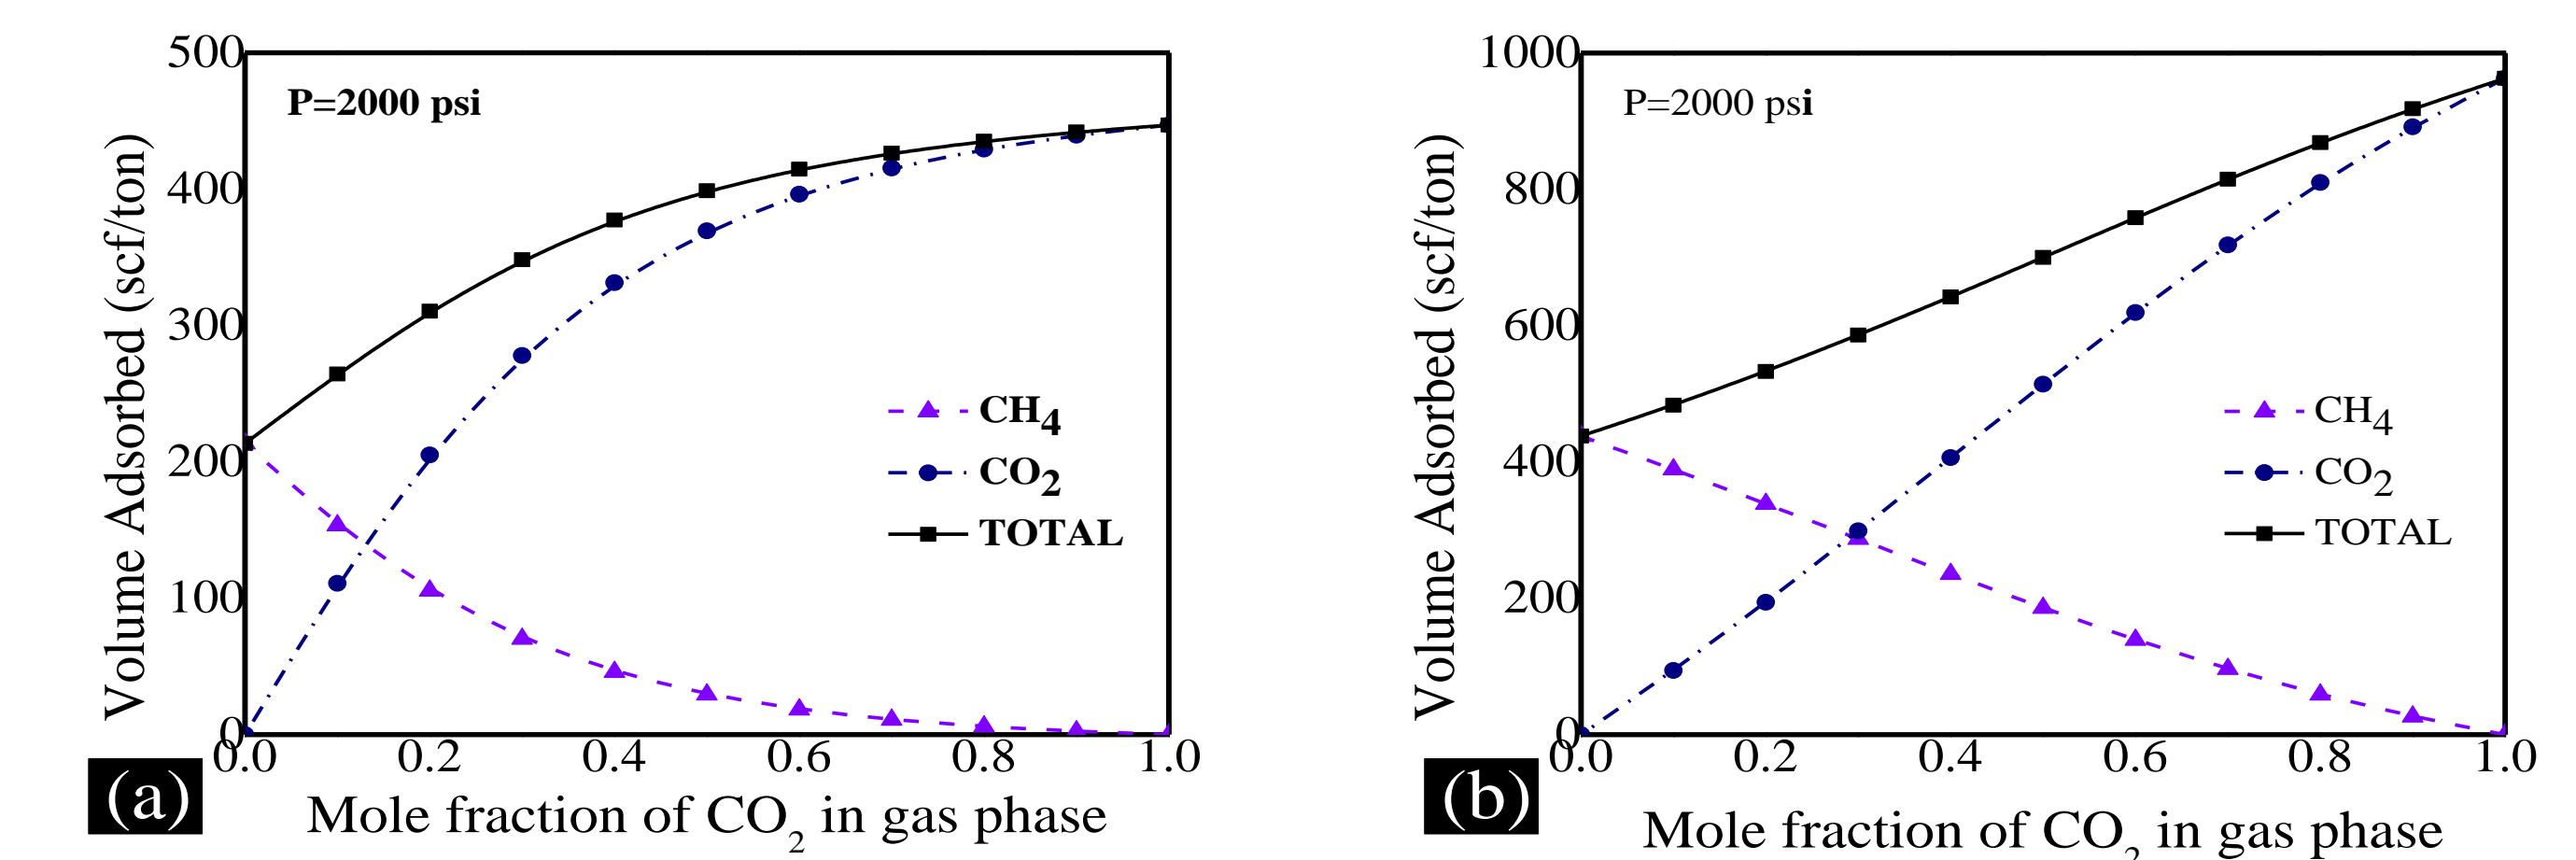 Volume Adsorbed (scf/ton)
500
400
300
200
100
0
P=2000 psi
CH4
CO2
TOTAL
0.0 0.2 0.4 0.6 0.8 1.0
(a)
Mole fraction of CO2 in gas phase
Volume Adsorbed (scf/ton)
1000
800
600
400
200
0
P=2000 psi
CH4
CO2
TOTAL
0.0 0.2 0.4 0.6 0.8 1.0
(b)
Mole fraction of CO2 in gas phase